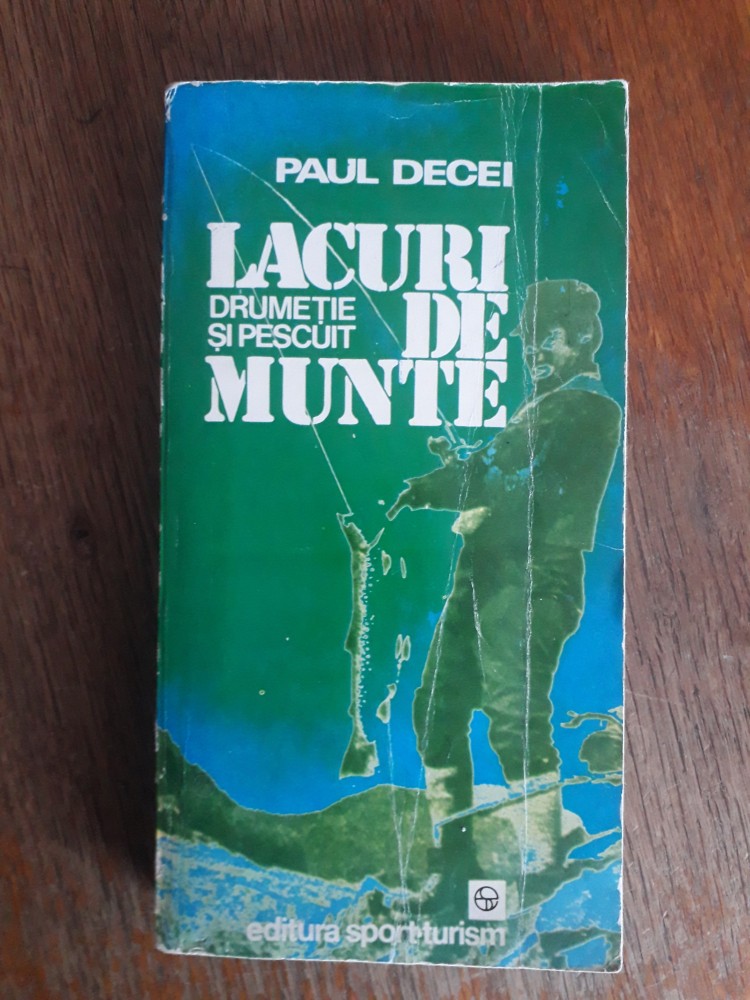 PAUL DECEI
LACURI
DRUMEȚIE
ȘI PESCUIT
DE
MUNTE
editura sport-turism